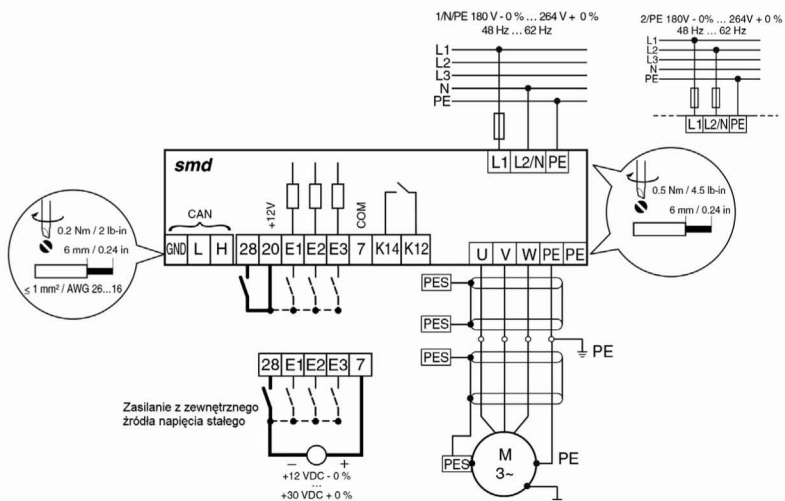 1/N/PE 180 V - 0 % ... 264 V + 0 %
48 Hz ... 62 Hz
L1
L2
L3
N
PE
2/PE 180V - 0% ... 264V + 0 %
48 Hz ... 62 Hz
L1
L2
L3
N
PE
L1 L2/N PE
smd
L1 L2/N PE
0.2 Nm / 2 lb-in
6 mm / 0.24 in
≤ 1 mm² / AWG 26...16
0.5 Nm / 4.5 lb-in
6 mm / 0.24 in
CAN
+12V
COM
GND L H 28 20 E1 E2 E3 7 K14 K12
U V W PE PE
PES
PES
PE
PES
28 E1 E2 E3 7
Zasilanie z zewnętrznego
źródła napięcia stałego
− +
+12 VDC - 0 %
...
+30 VDC + 0 %
PES
M
3~
PE